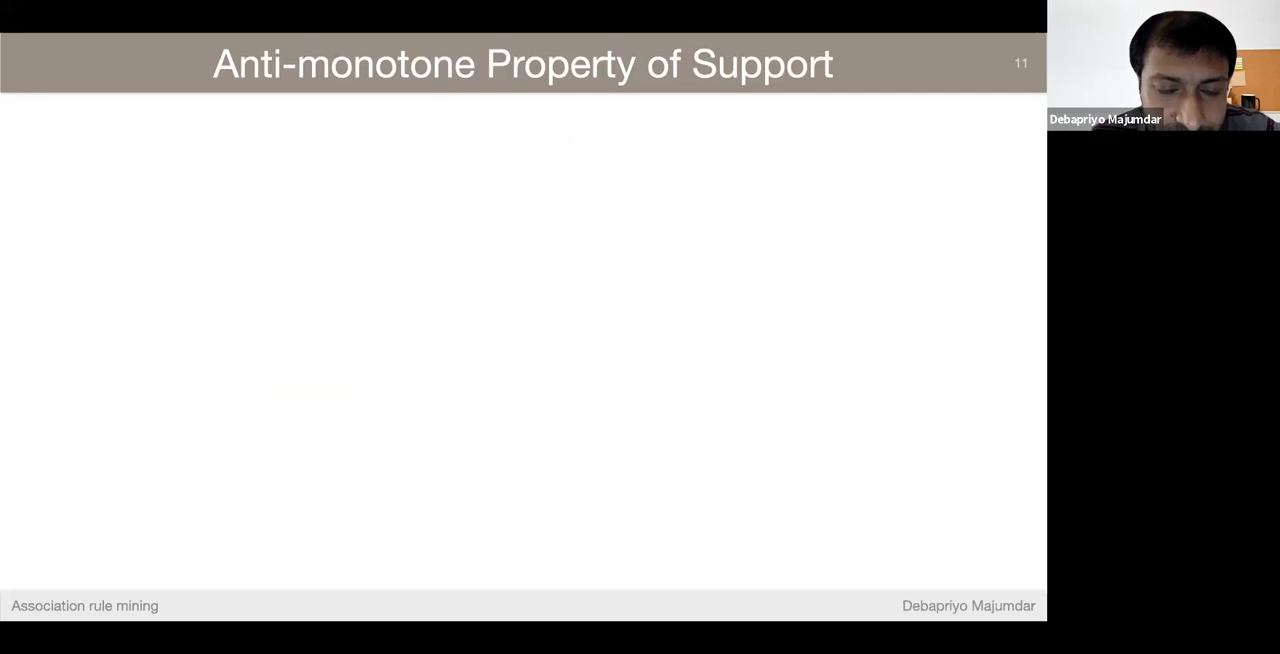 Anti-monotone Property of Support
11
Debapriyo Majumdar
Association rule mining
Debapriyo Majumdar